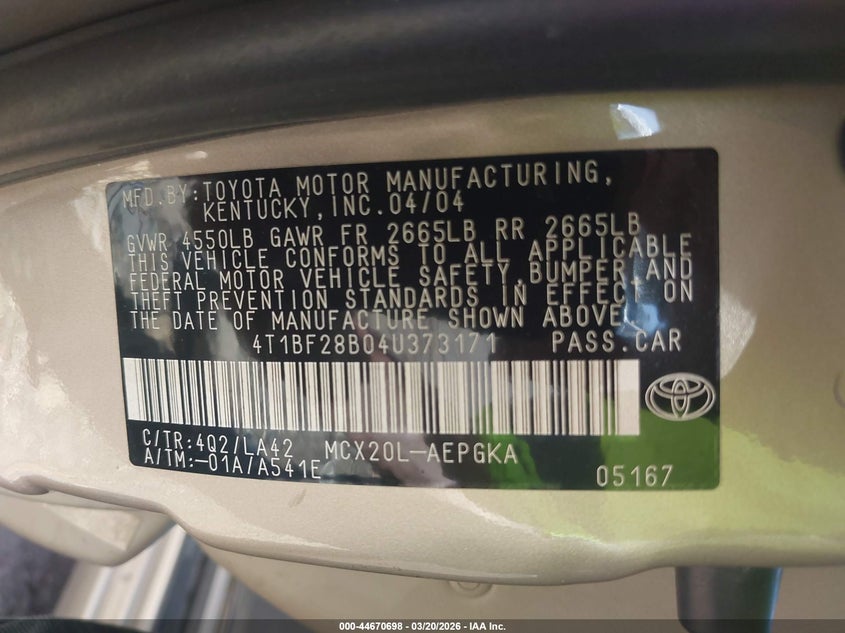 MFD.BY:TOYOTA MOTOR MANUFACTURING,
KENTUCKY,INC.04/04
GVWR 4550LB GAWR FR 2665LB RR 2665LB
THIS VEHICLE CONFORMS TO ALL APPLICABLE
FEDERAL MOTOR VEHICLE SAFETY,BUMPER,AND
THEFT PREVENTION STANDARDS IN EFFECT ON
THE DATE OF MANUFACTURE SHOWN ABOVE.
4T1BF28B04U373171 PASS.CAR
C/TR:4Q2/LA42 MCX20L-AEPGKA
A/TM:-01A/A541E
05167
000-44670698 - 03/20/2026 - IAA Inc.